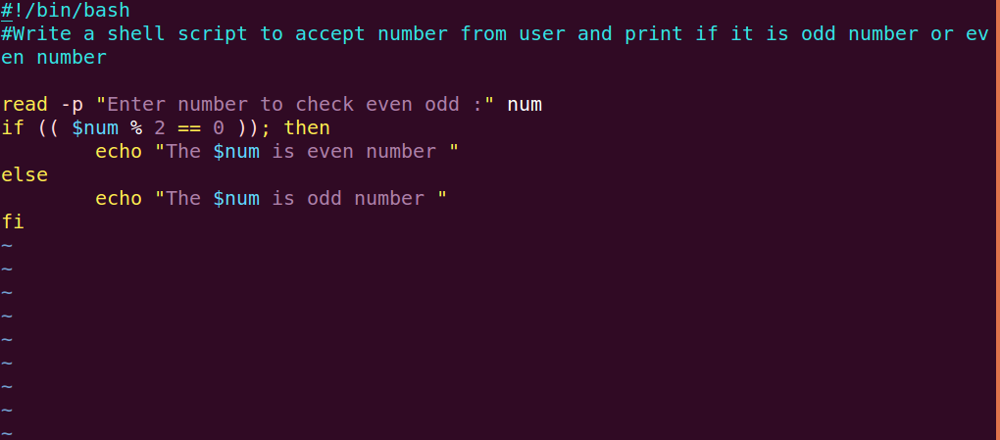 #!/bin/bash
#Write a shell script to accept number from user and print if it is odd number or ev
en number
read -p "Enter number to check even odd :" num
if (( $num % 2 == 0 )); then
        echo "The $num is even number "
else
        echo "The $num is odd number "
fi
~
~
~
~
~
~
~
~
~